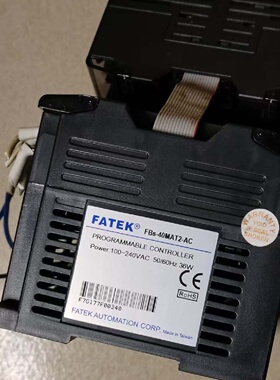 FATEK®
FBs-40MAT2-AC
PROGRAMMABLE CONTROLLER
Power 100~240VAC 50/60Hz 36W
CE
RoHS
FATEK AUTOMATION CORP. Made in Taiwan
WARRANTY